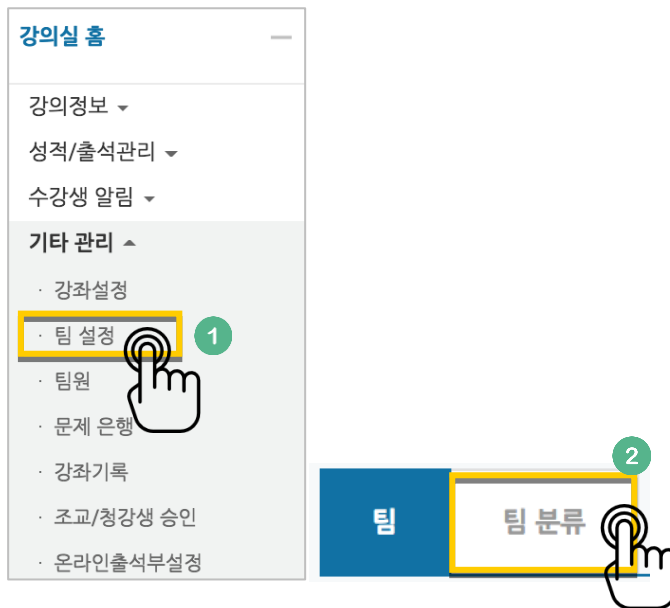 강의실 홈
강의정보
성적/출석관리
수강생 알림
기타 관리
· 강좌설정
· 팀 설정
1
· 팀원
· 문제 은행
· 강좌기록
· 조교/청강생 승인
· 온라인출석부설정
2
팀
팀 분류